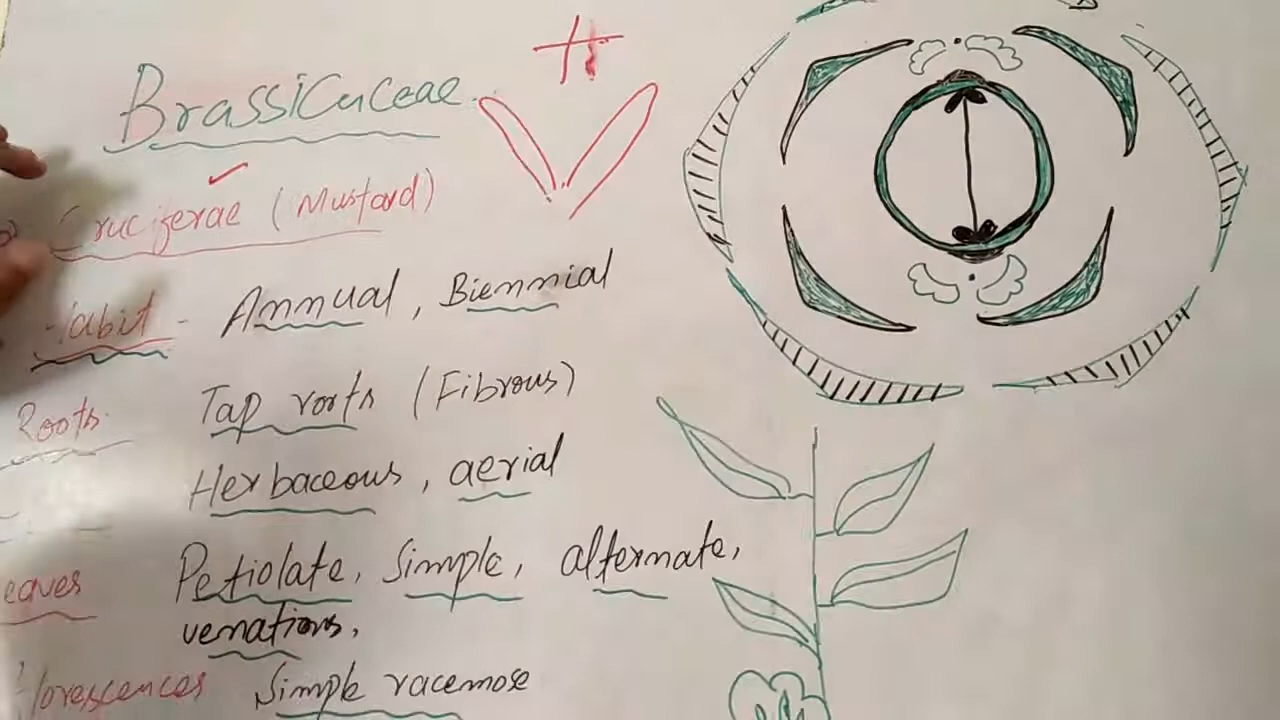 Brassicaceae
Cruciferae (Mustard)
Habit - Annual, Biennial
Roots Tap roots (Fibrous)
Herbaceous, aerial
eaves Petiolate, Simple, alternate,
venations,
florescences Simple racemose